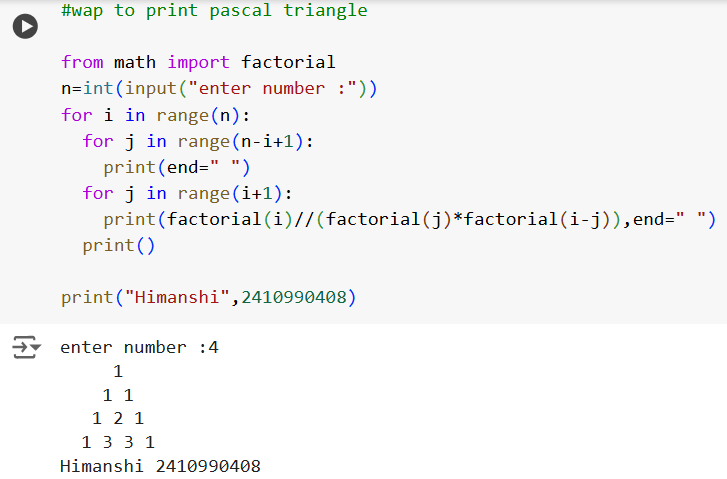 #wap to print pascal triangle
from math import factorial
n=int(input("enter number :"))
for i in range(n):
  for j in range(n-i+1):
    print(end=" ")
  for j in range(i+1):
    print(factorial(i)//(factorial(j)*factorial(i-j)),end=" ")
  print()
print("Himanshi",2410990408)
enter number :4
     1
    1 1
   1 2 1
  1 3 3 1
Himanshi 2410990408